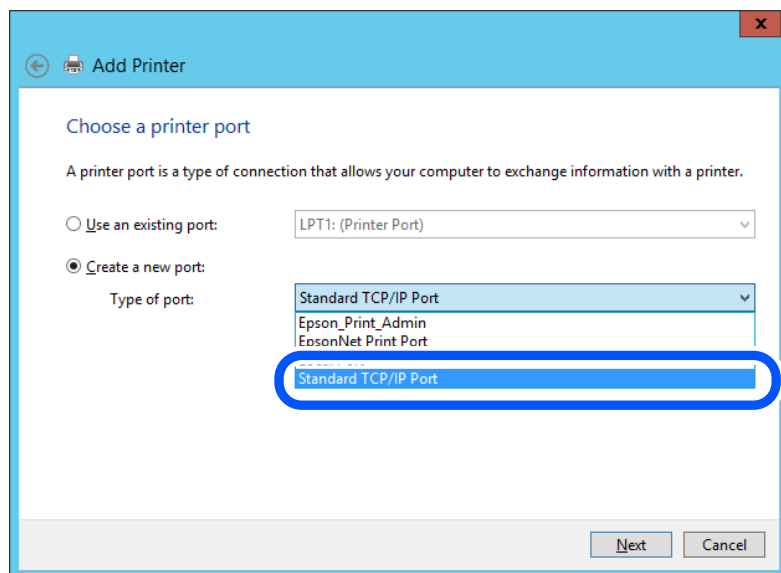 x
Add Printer
Choose a printer port
A printer port is a type of connection that allows your computer to exchange information with a printer.
Use an existing port: LPT1: (Printer Port)
Create a new port:
Type of port: Standard TCP/IP Port
Epson_Print_Admin
EpsonNet Print Port
Standard TCP/IP Port
Next Cancel